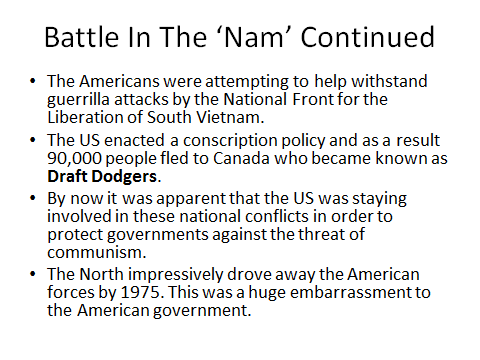 Battle In The ‘Nam’ Continued
• The Americans were attempting to help withstand
guerrilla attacks by the National Front for the
Liberation of South Vietnam.
• The US enacted a conscription policy and as a result
90,000 people fled to Canada who became known as
Draft Dodgers.
• By now it was apparent that the US was staying
involved in these national conflicts in order to
protect governments against the threat of
communism.
• The North impressively drove away the American
forces by 1975. This was a huge embarrassment to
the American government.